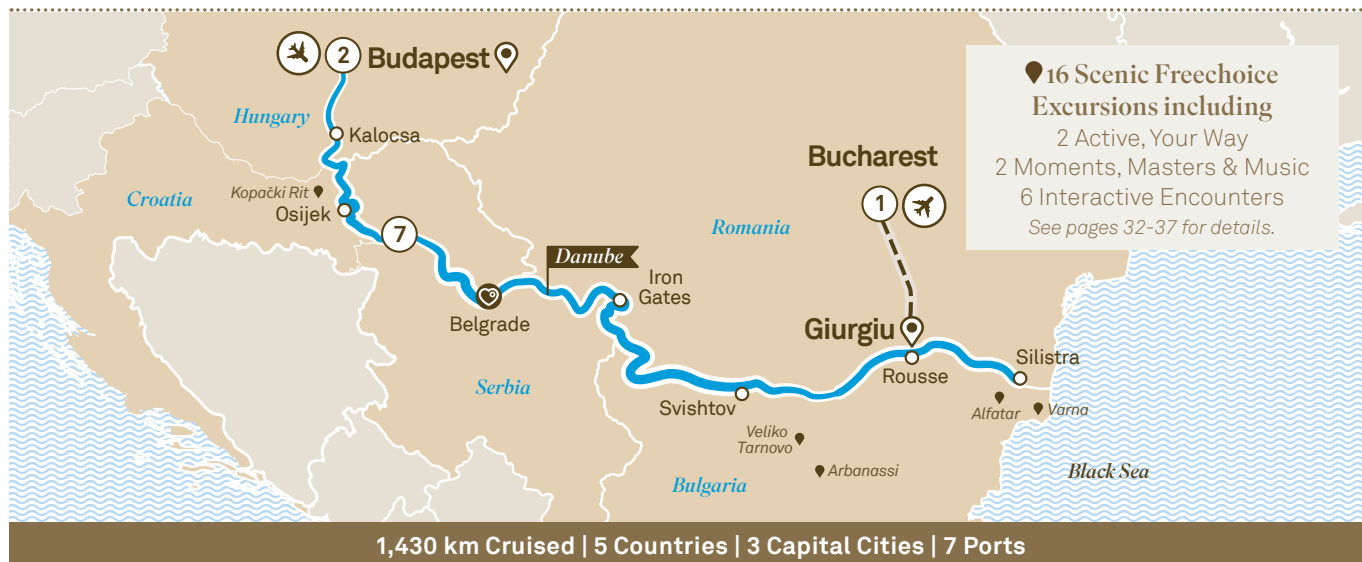 2
Budapest
Hungary
Kalocsa
Croatia
Kopački Rit
Osijek
7
Belgrade
Danube
Iron
Gates
Serbia
Romania
Bucharest
1
Giurgiu
Rousse
Silistra
Svishtov
Alfatar
Varna
Veliko
Tarnovo
Arbanassi
Bulgaria
Black Sea
16 Scenic Freechoice
Excursions including
2 Active, Your Way
2 Moments, Masters & Music
6 Interactive Encounters
See pages 32-37 for details.
1,430 km Cruised | 5 Countries | 3 Capital Cities | 7 Ports